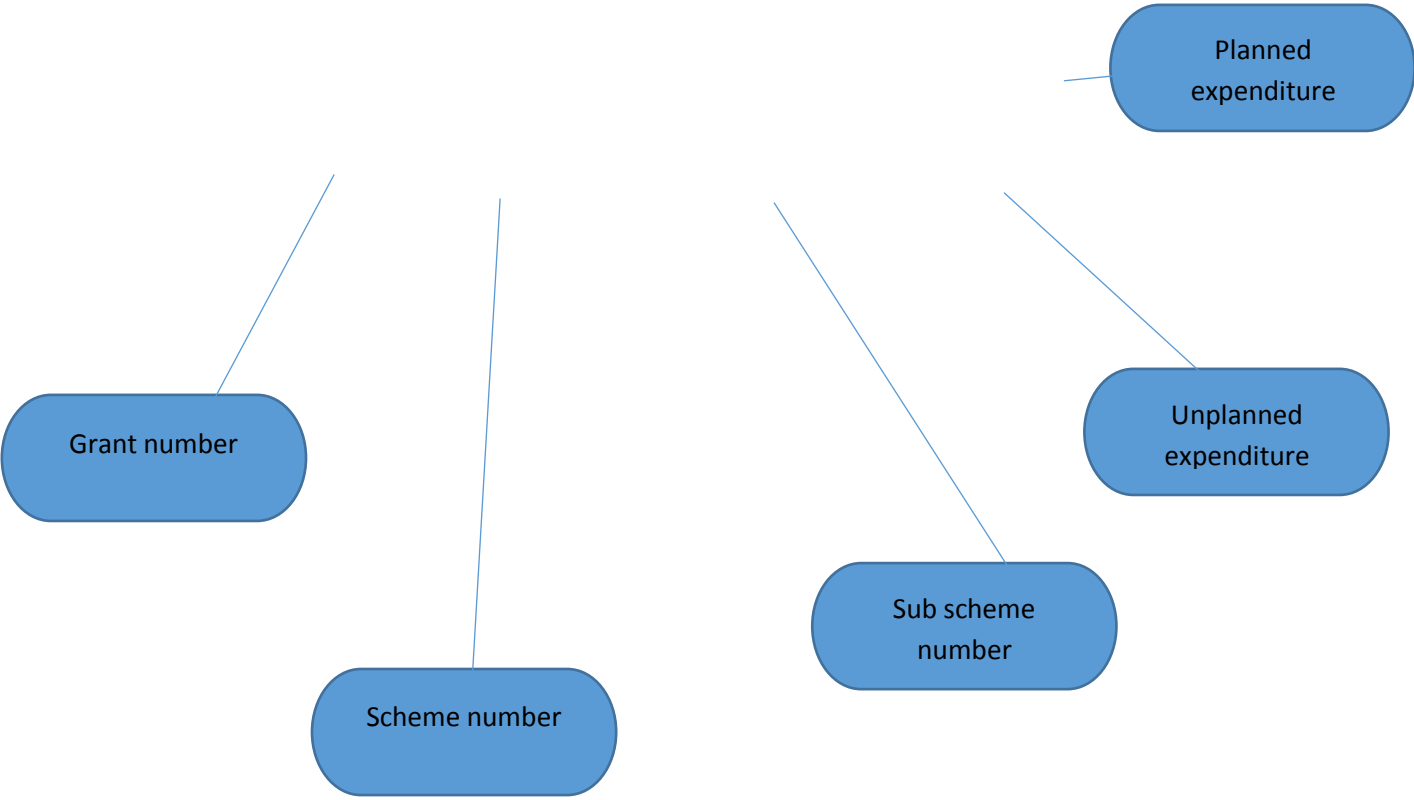 Planned
expenditure
Grant number
Unplanned
expenditure
Sub scheme
number
Scheme number